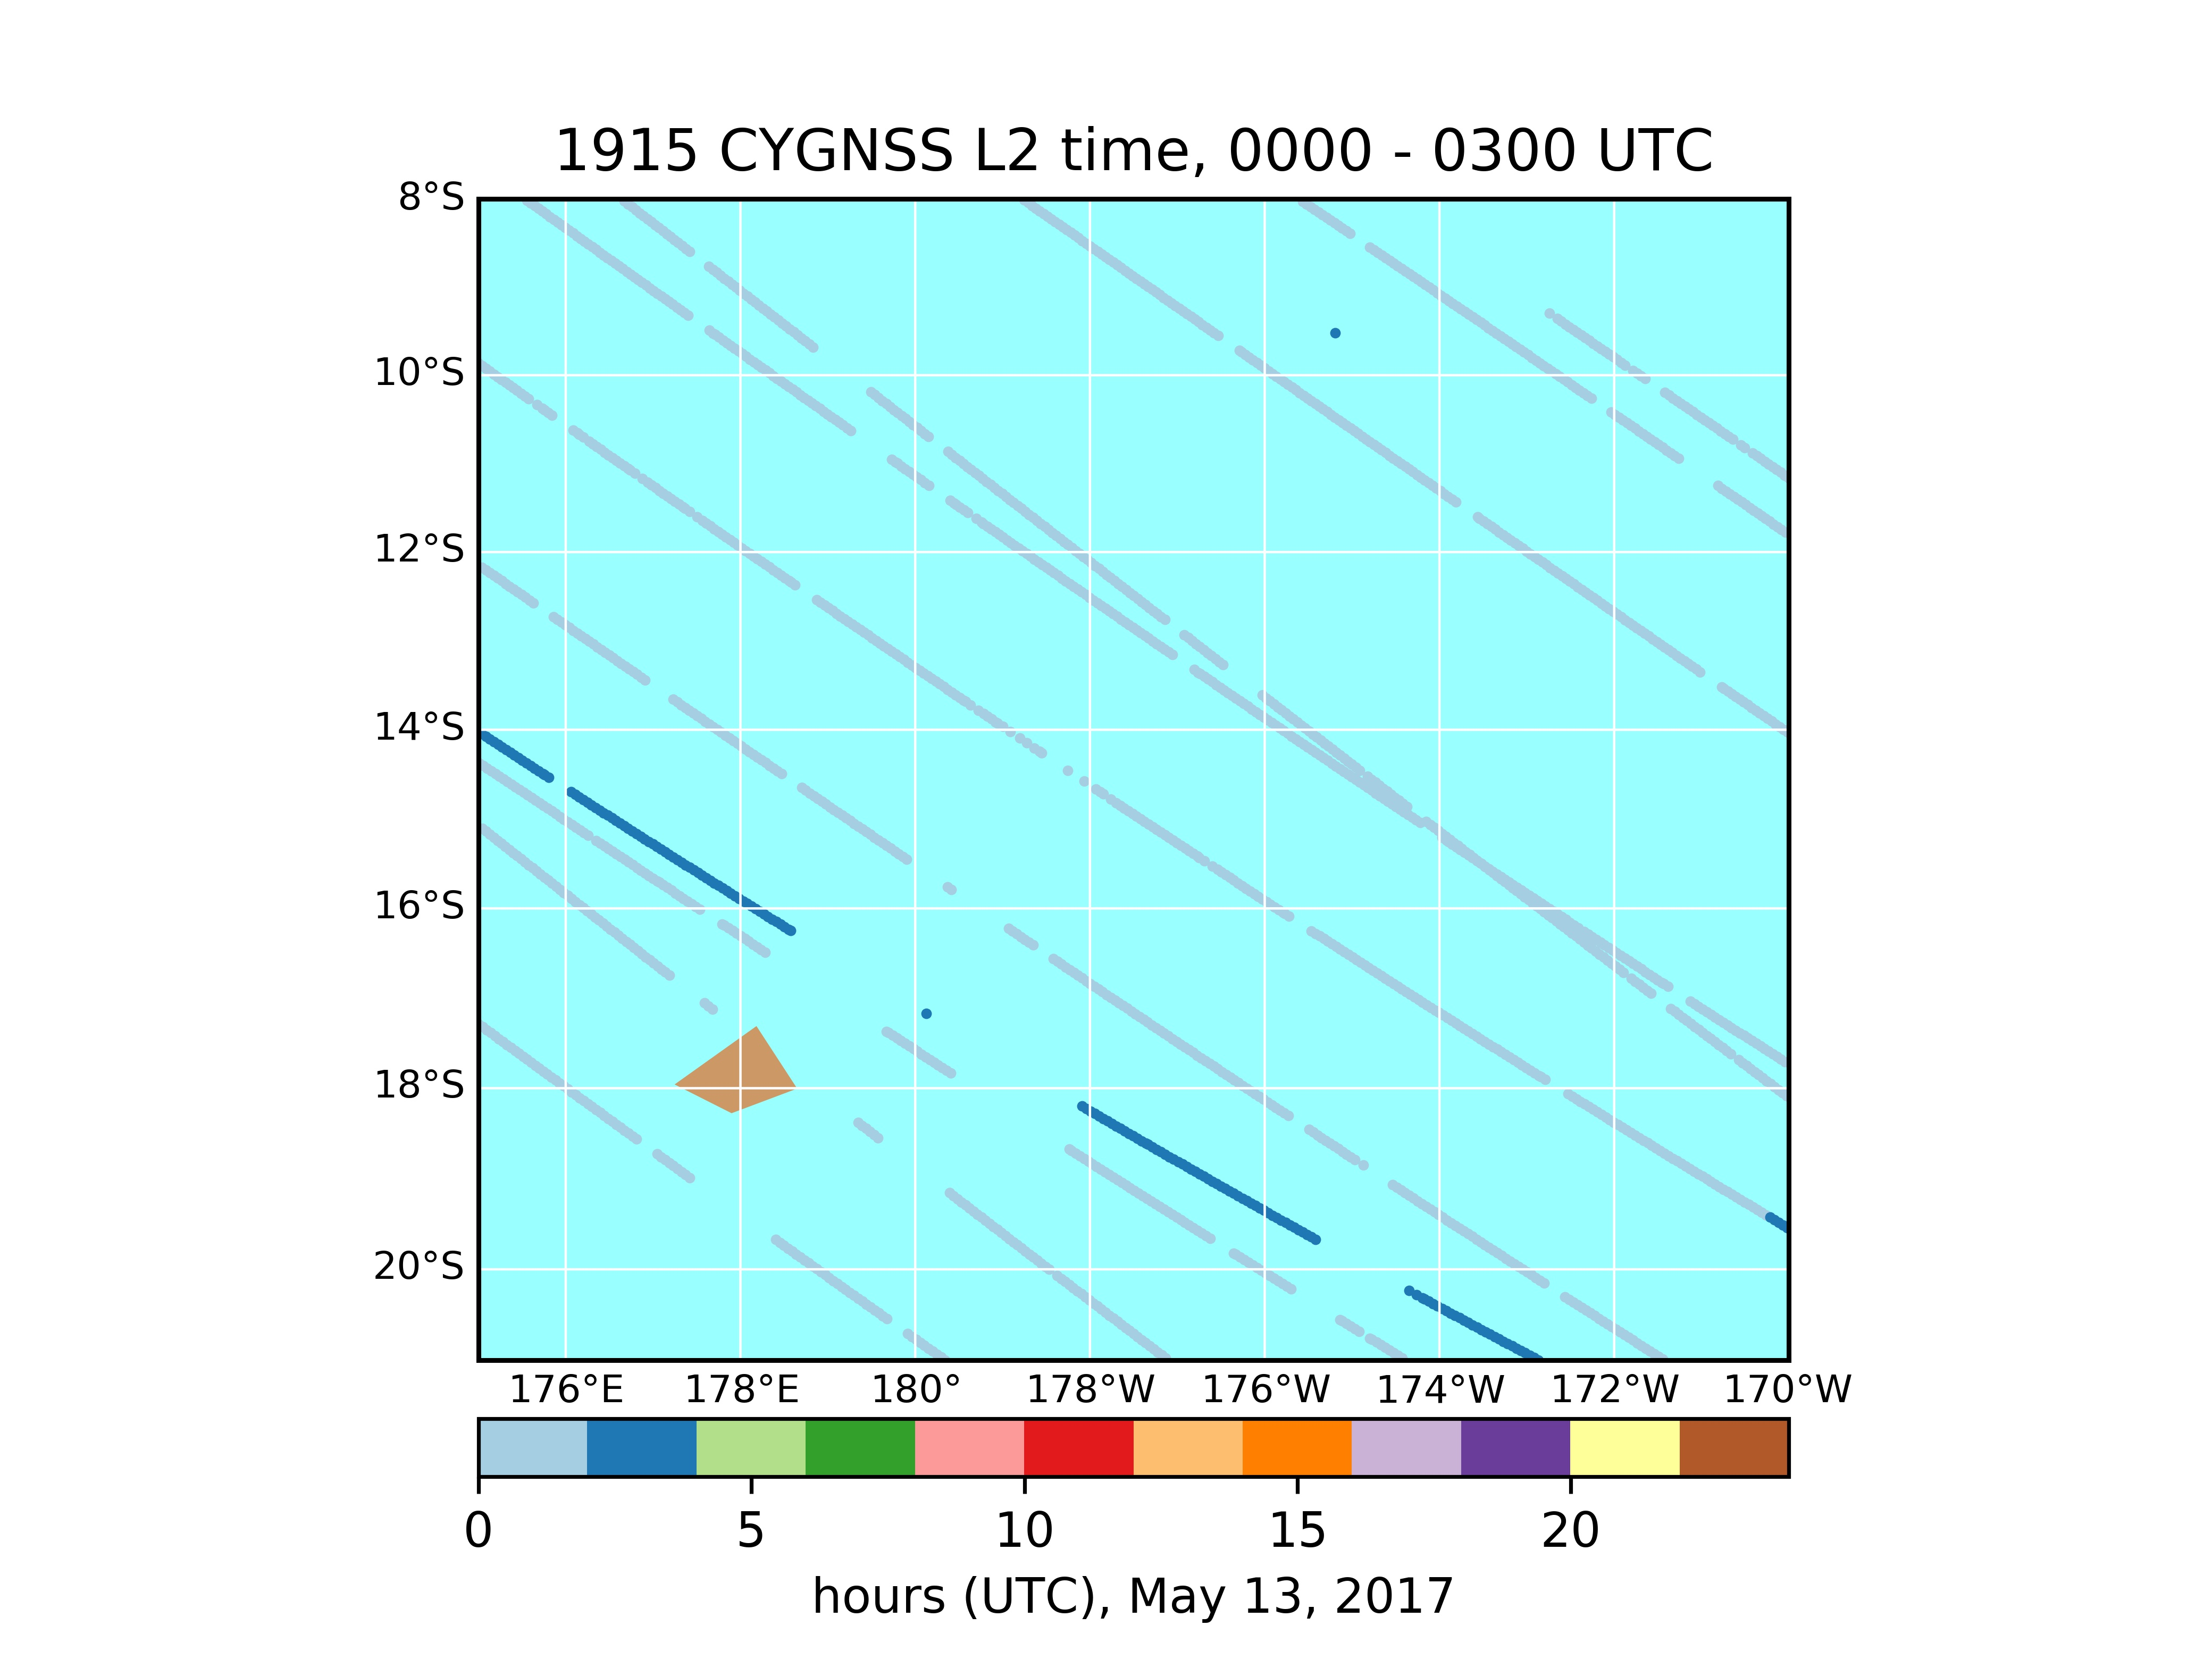 1915 CYGNSS L2 time, 0000 - 0300 UTC
8°S
10°S
12°S
14°S
16°S
18°S
20°S
176°E 178°E 180° 178°W 176°W 174°W 172°W 170°W
0 5 10 15 20
hours (UTC), May 13, 2017